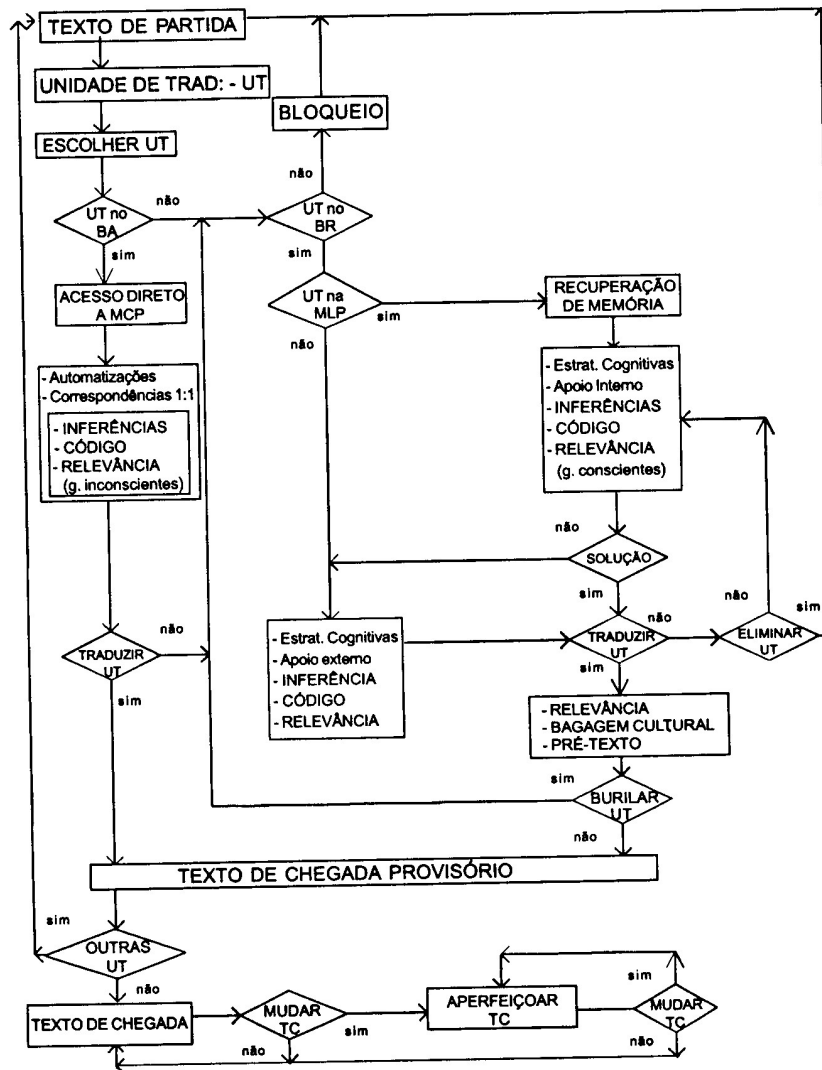 TEXTO DE PARTIDA
UNIDADE DE TRAD: - UT
BLOQUEIO
ESCOLHER UT
não
não
UT no
BA
UT no
BR
sim
sim
ACESSO DIRETO
A MCP
UT na
MLP
sim
não
RECUPERAÇÃO
DE MEMÓRIA
- Automatizações
- Correspondências 1:1
- INFERÊNCIAS
- CÓDIGO
- RELEVÂNCIA
(g. inconscientes)
- Estrat. Cognitivas
- Apoio Interno
- INFERÊNCIAS
- CÓDIGO
- RELEVÂNCIA
(g. conscientes)
não
SOLUÇÃO
sim
não
TRADUZIR
UT
sim
- Estrat. Cognitivas
- Apoio externo
- INFERÊNCIA
- CÓDIGO
- RELEVÂNCIA
TRADUZIR
UT
não
sim
não
ELIMINAR
UT
sim
- RELEVÂNCIA
- BAGAGEM CULTURAL
- PRÉ-TEXTO
sim
BURILAR
UT
não
TEXTO DE CHEGADA PROVISÓRIO
sim
OUTRAS
UT
não
TEXTO DE CHEGADA
MUDAR
TC
sim
não
APERFEIÇOAR
TC
sim
MUDAR
TC
não